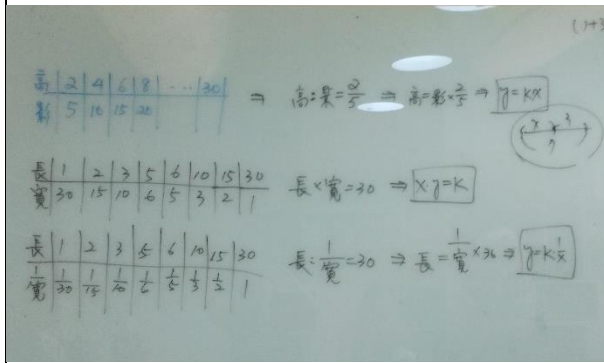 (1+3
高 | 2 | 4 | 6 | 8 | ... | 30
影 | 5 | 10 | 15 | 20
⇒ 高÷影=2/5 ⇒ 高=影×2/5 ⇒ y=kx
長 | 1 | 2 | 3 | 5 | 6 | 10 | 15 | 30
寬 | 30 | 15 | 10 | 6 | 5 | 3 | 2 | 1
長×寬=30 ⇒ x·y=k
長 | 1 | 2 | 3 | 5 | 6 | 10 | 15 | 30
1/寬 | 1/30 | 1/15 | 1/10 | 1/6 | 1/5 | 1/3 | 1/2 | 1
長÷1/寬=30 ⇒ 長=1/寬×30 ⇒ y=k·1/x